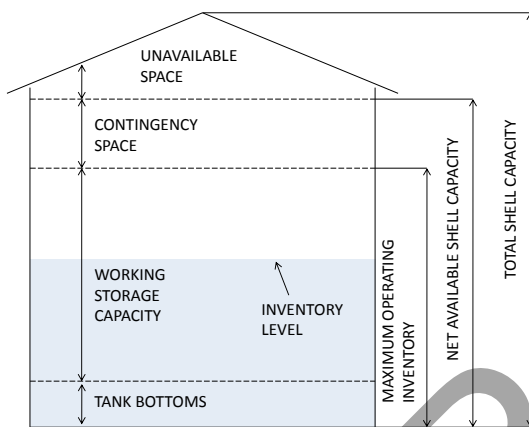 UNAVAILABLE
SPACE
CONTINGENCY
SPACE
WORKING
STORAGE
CAPACITY
INVENTORY
LEVEL
TANK BOTTOMS
MAXIMUM OPERATING
INVENTORY
NET AVAILABLE SHELL CAPACITY
TOTAL SHELL CAPACITY